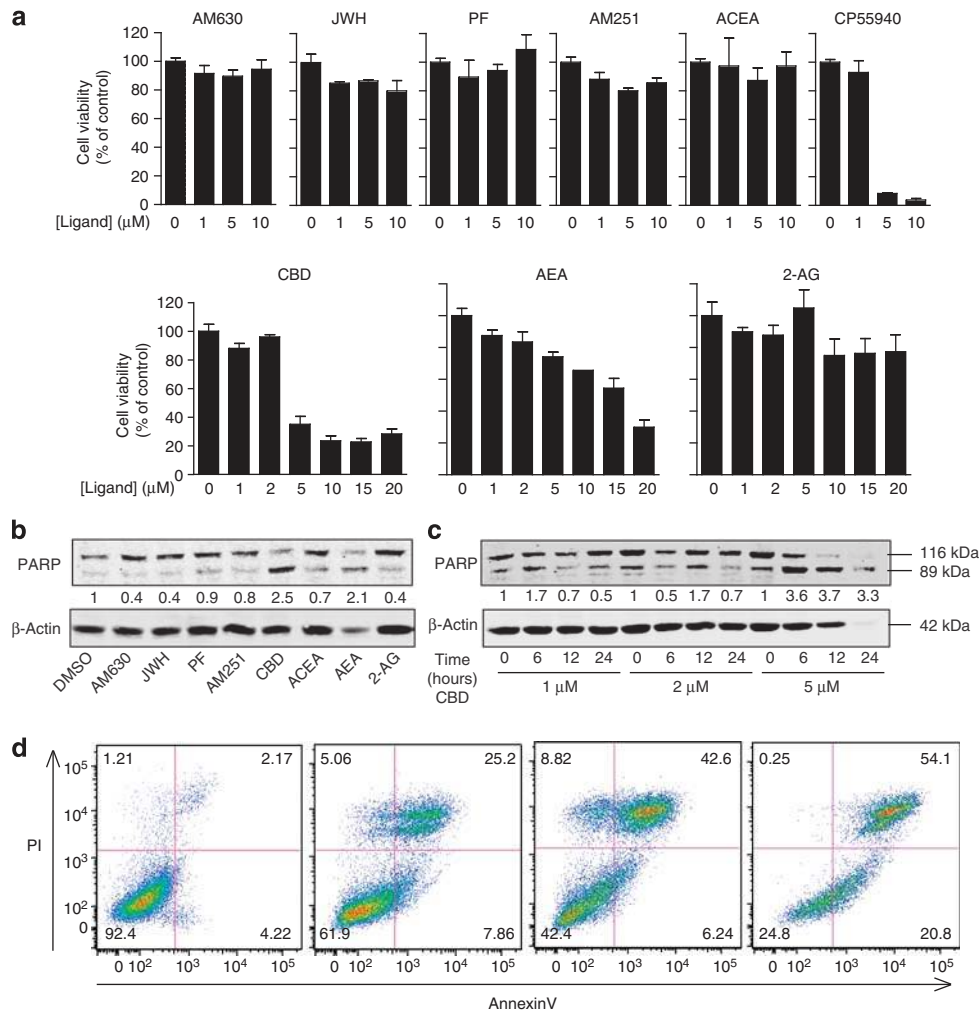 a
AM630 JWH PF AM251 ACEA CP55940
Cell viability
(% of control)
120
100
80
60
40
20
0
[Ligand] (μM) 0 1 5 10 0 1 5 10 0 1 5 10 0 1 5 10 0 1 5 10 0 1 5 10
CBD AEA 2-AG
Cell viability
(% of control)
120
100
80
60
40
20
0
[Ligand] (μM) 0 1 2 5 10 15 20 0 1 2 5 10 15 20 0 1 2 5 10 15 20
b
PARP
1 0.4 0.4 0.9 0.8 2.5 0.7 2.1 0.4
β-Actin
DMSO AM630 JWH PF AM251 CBD ACEA AEA 2-AG
c
PARP 116 kDa
89 kDa
1 1.7 0.7 0.5 1 0.5 1.7 0.7 1 3.6 3.7 3.3
β-Actin 42 kDa
Time 0 6 12 24 0 6 12 24 0 6 12 24
(hours)
CBD 1 μM 2 μM 5 μM
d
PI
10⁵
10⁴
10³
10²
0
1.21 2.17 5.06 25.2 8.82 42.6 0.25 54.1
92.4 4.22 61.9 7.86 42.4 6.24 24.8 20.8
0 10² 10³ 10⁴ 10⁵ 0 10² 10³ 10⁴ 10⁵ 0 10² 10³ 10⁴ 10⁵ 0 10² 10³ 10⁴ 10⁵
AnnexinV